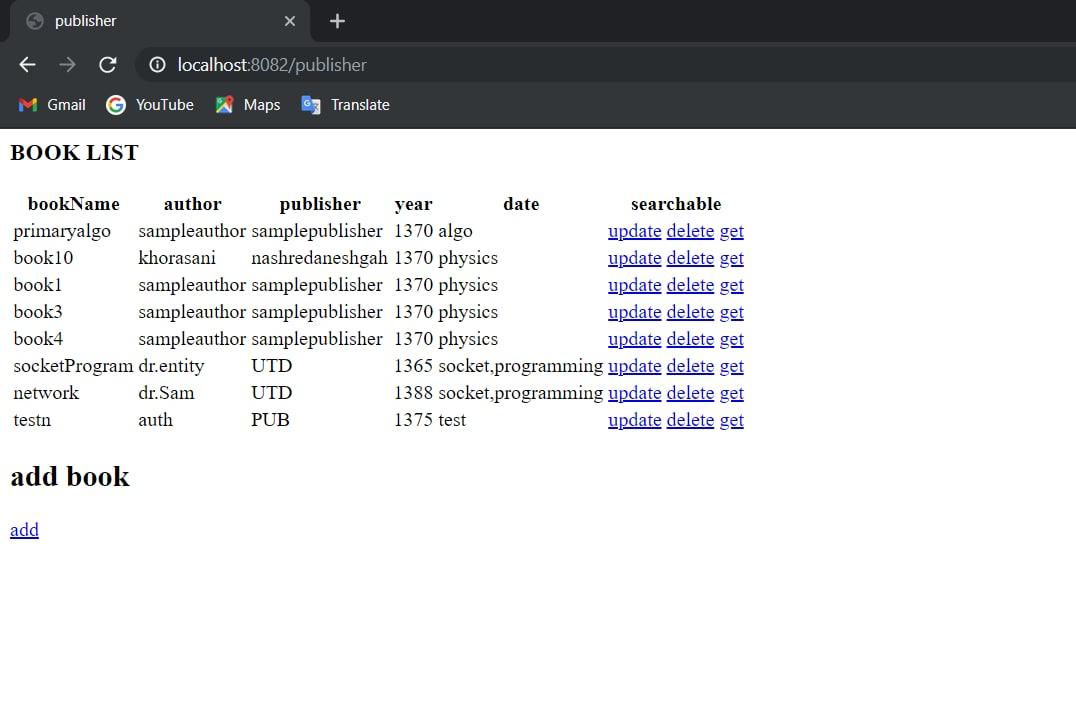 publisher
localhost:8082/publisher
Gmail YouTube Maps Translate
BOOK LIST
bookName author publisher year date searchable
primaryalgo sampleauthor samplepublisher 1370 algo update delete get
book10 khorasani nashredaneshgah 1370 physics update delete get
book1 sampleauthor samplepublisher 1370 physics update delete get
book3 sampleauthor samplepublisher 1370 physics update delete get
book4 sampleauthor samplepublisher 1370 physics update delete get
socketProgram dr.entity UTD 1365 socket,programming update delete get
network dr.Sam UTD 1388 socket,programming update delete get
testn auth PUB 1375 test update delete get
add book
add